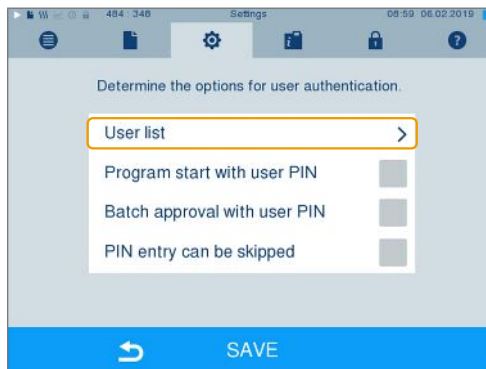 484 : 348 Settings 08:59 06.02.2019
i
?
Determine the options for user authentication.
User list
Program start with user PIN
Batch approval with user PIN
PIN entry can be skipped
SAVE